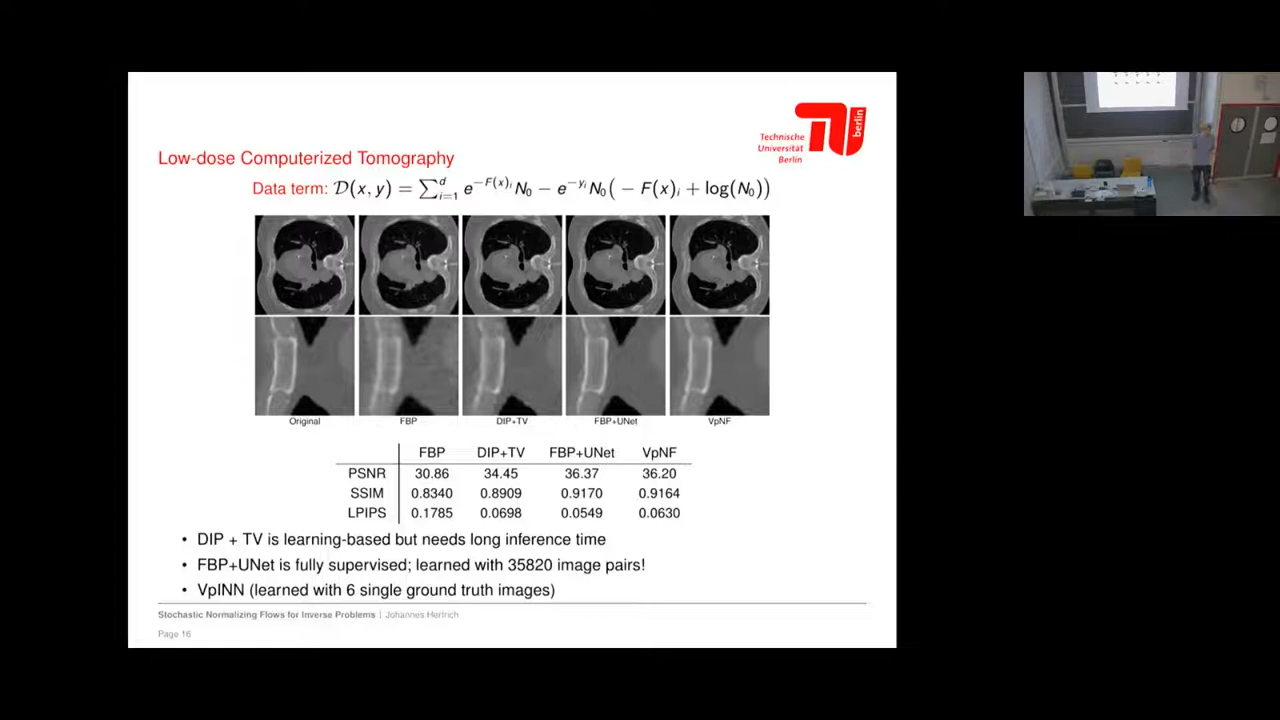 Technische
Universität
Berlin
berlin
Low-dose Computerized Tomography
Data term: D(x, y) = ∑ᵈᵢ₌₁ e^{−F(x)ᵢ}N₀ − e^{−yᵢ}N₀(− F(x)ᵢ + log(N₀))
Original FBP DIP+TV FBP+UNet VpNF
FBP DIP+TV FBP+UNet VpNF
PSNR 30.86 34.45 36.37 36.20
SSIM 0.8340 0.8909 0.9170 0.9164
LPIPS 0.1785 0.0698 0.0549 0.0630
• DIP + TV is learning-based but needs long inference time
• FBP+UNet is fully supervised; learned with 35820 image pairs!
• VpINN (learned with 6 single ground truth images)
Stochastic Normalizing Flows for Inverse Problems | Johannes Hertrich
Page 16